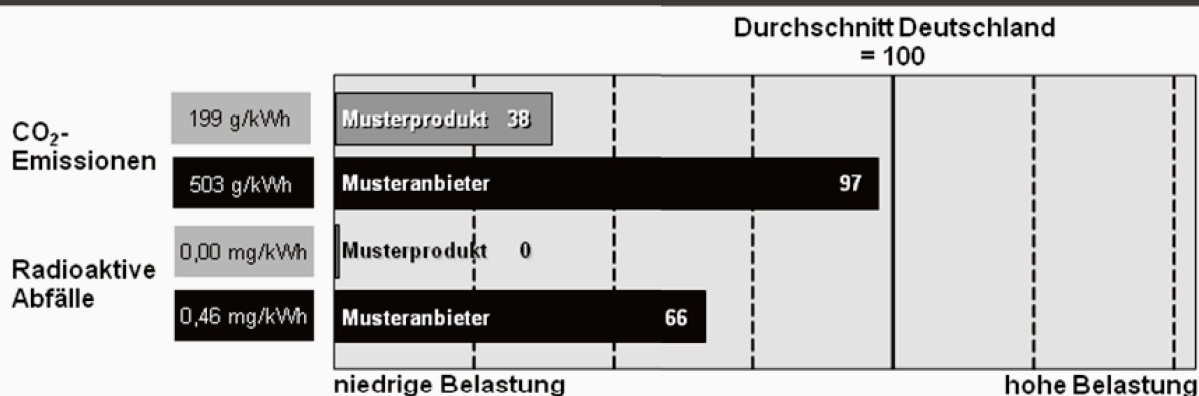 Durchschnitt Deutschland
= 100
CO₂-
Emissionen
199 g/kWh
Musterprodukt 38
503 g/kWh
Musteranbieter 97
Radioaktive
Abfälle
0,00 mg/kWh
Musterprodukt 0
0,46 mg/kWh
Musteranbieter 66
niedrige Belastung
hohe Belastung